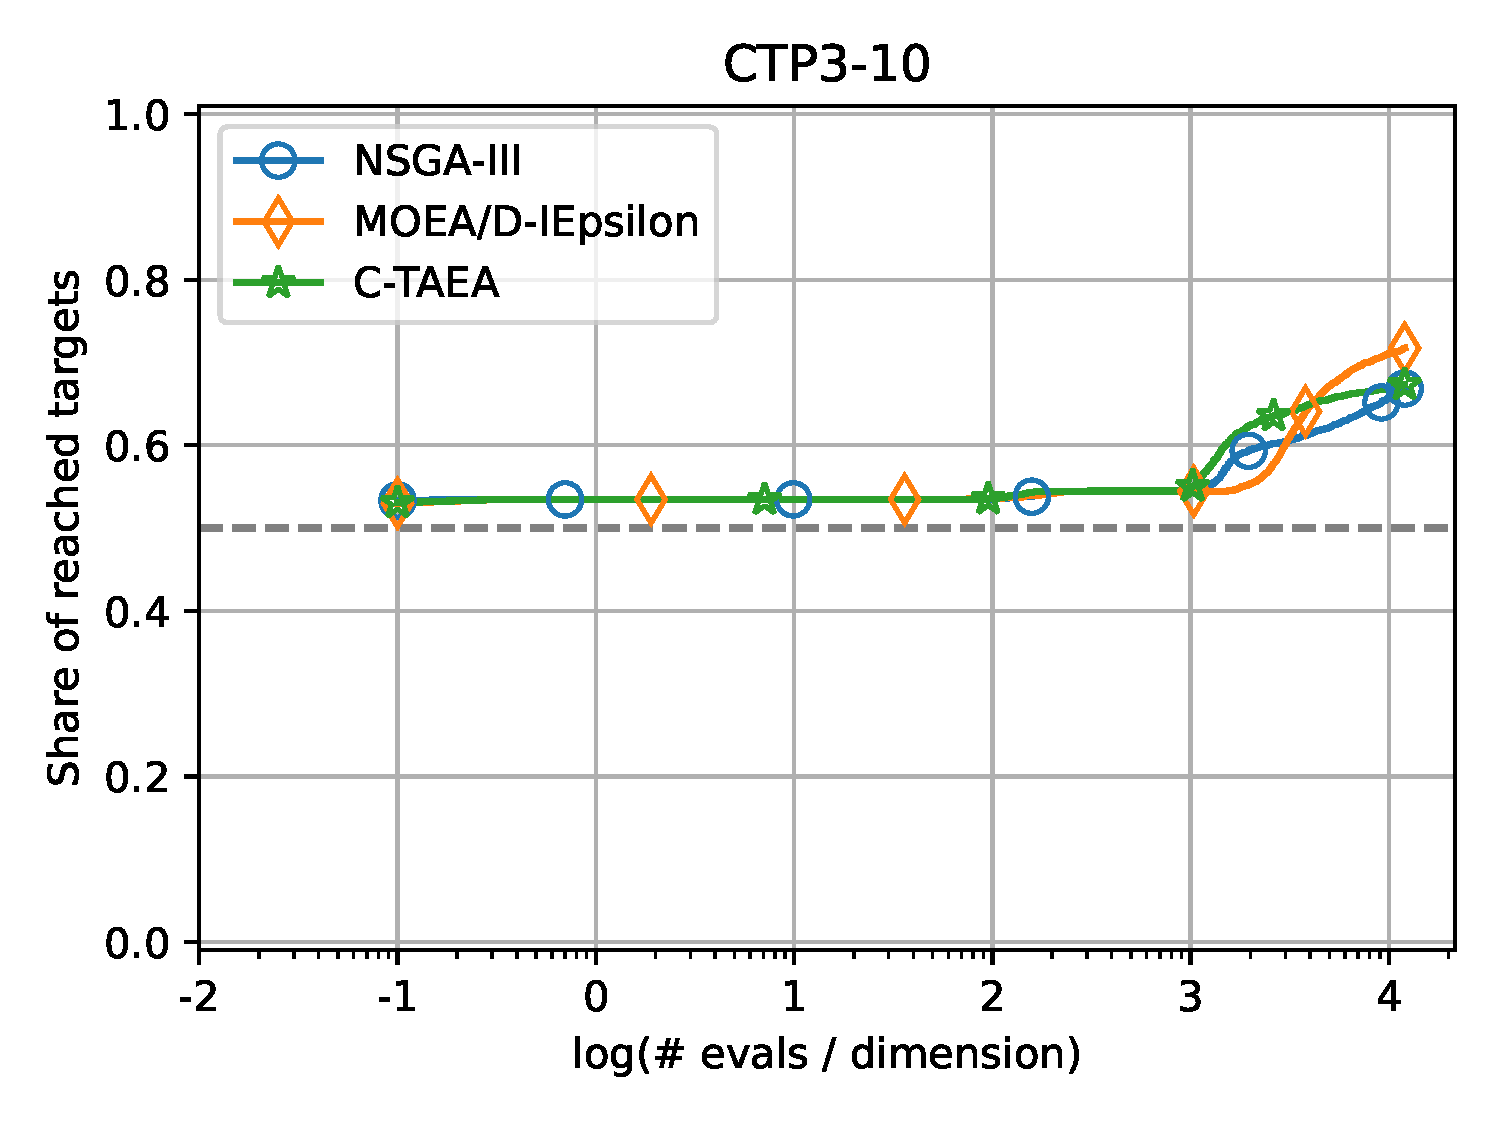 CTP3-10
1.0
0.8
0.6
0.4
0.2
0.0
Share of reached targets
NSGA-III
MOEA/D-IEpsilon
C-TAEA
-2 -1 0 1 2 3 4
log(# evals / dimension)